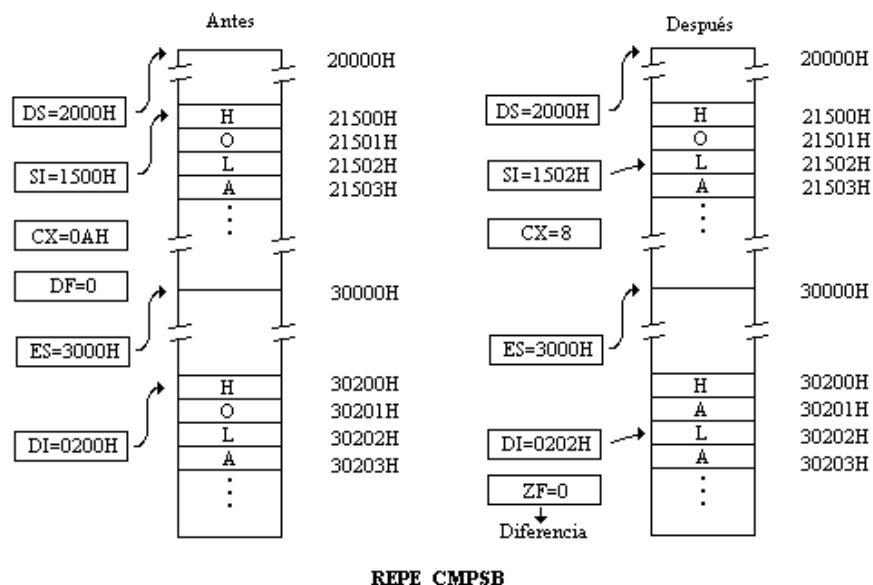 Antes
20000H
DS=2000H
H 21500H
O 21501H
SI=1500H
L 21502H
A 21503H
CX=0AH
DF=0
30000H
ES=3000H
H 30200H
O 30201H
DI=0200H
L 30202H
A 30203H
Después
20000H
DS=2000H
H 21500H
O 21501H
SI=1502H
L 21502H
A 21503H
CX=8
30000H
ES=3000H
H 30200H
A 30201H
DI=0202H
L 30202H
A 30203H
ZF=0
Diferencia
REPE CMPSB